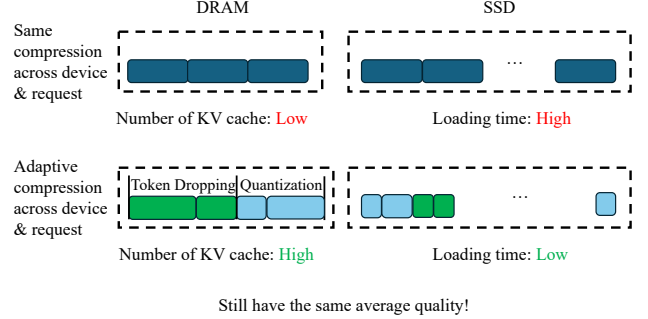 DRAM
SSD
Same
compression
across device
& request
...
Number of KV cache: Low
Loading time: High
Adaptive
compression
across device
& request
Token Dropping
Quantization
...
Number of KV cache: High
Loading time: Low
Still have the same average quality!